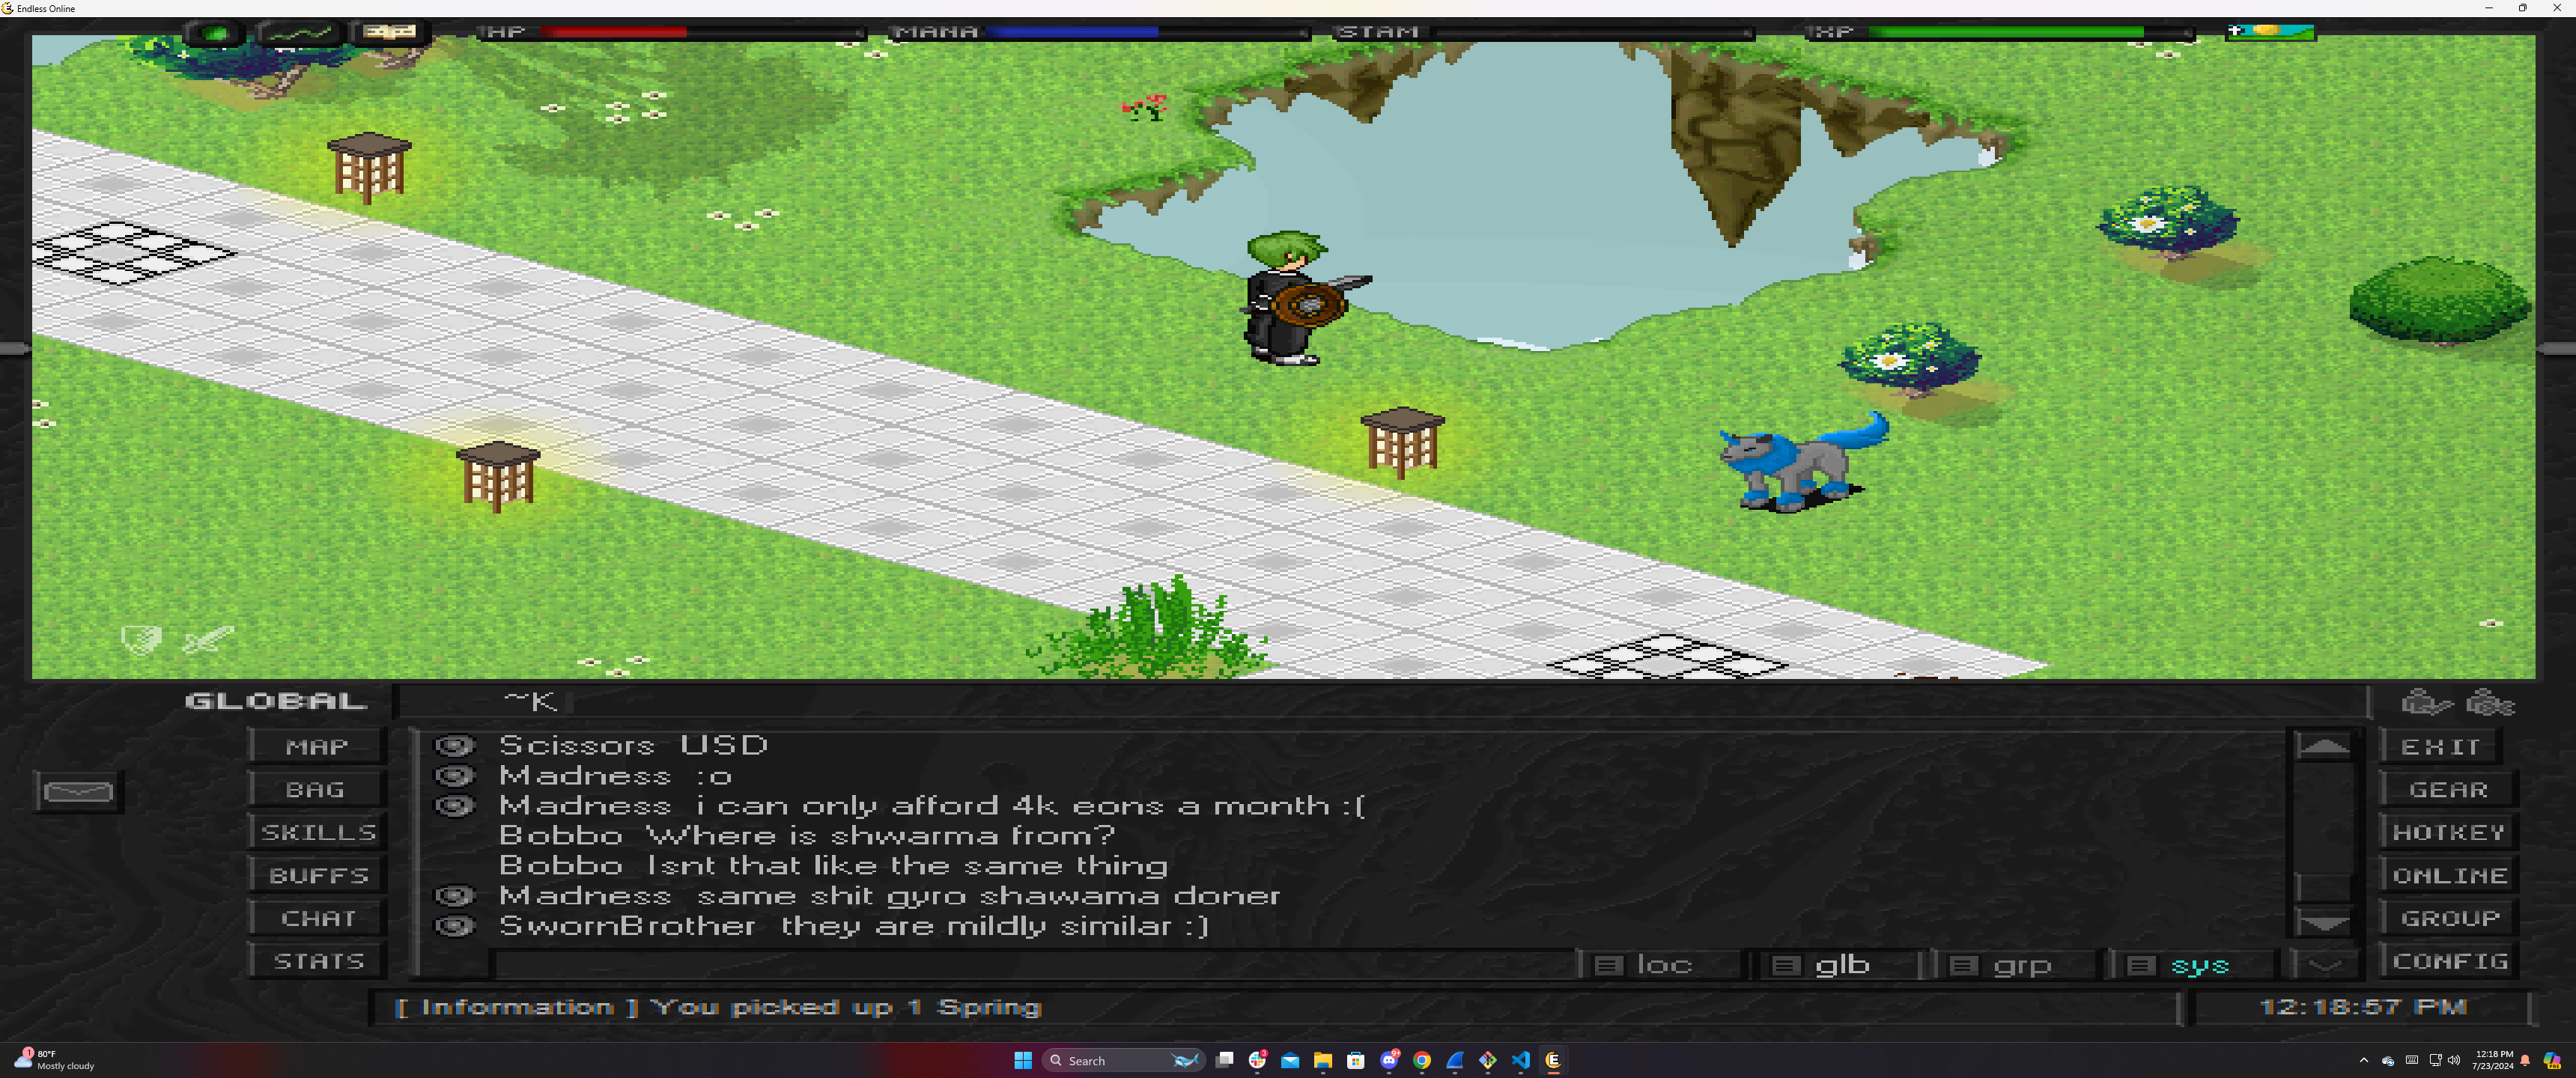 Endless Online
HP
MANA
STAM
XP
GLOBAL
~K
MAP
BAG
SKILLS
BUFFS
CHAT
STATS
Scissors USD
Madness :o
Madness i can only afford 4k eons a month :(
Bobbo Where is shwarma from?
Bobbo Isnt that like the same thing
Madness same shit gyro shawama doner
SwornBrother they are mildly similar :)
EXIT
GEAR
HOTKEY
ONLINE
GROUP
CONFIG
loc
glb
grp
sys
[ Information ] You picked up 1 Spring
12:18:57 PM
1
80°F
Mostly cloudy
Search
3
9+
12:18 PM
7/23/2024